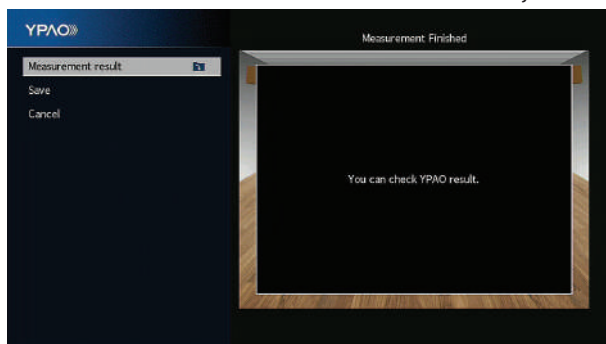 YPAO
Measurement Finished
Measurement result
Save
Cancel
You can check YPAO result.